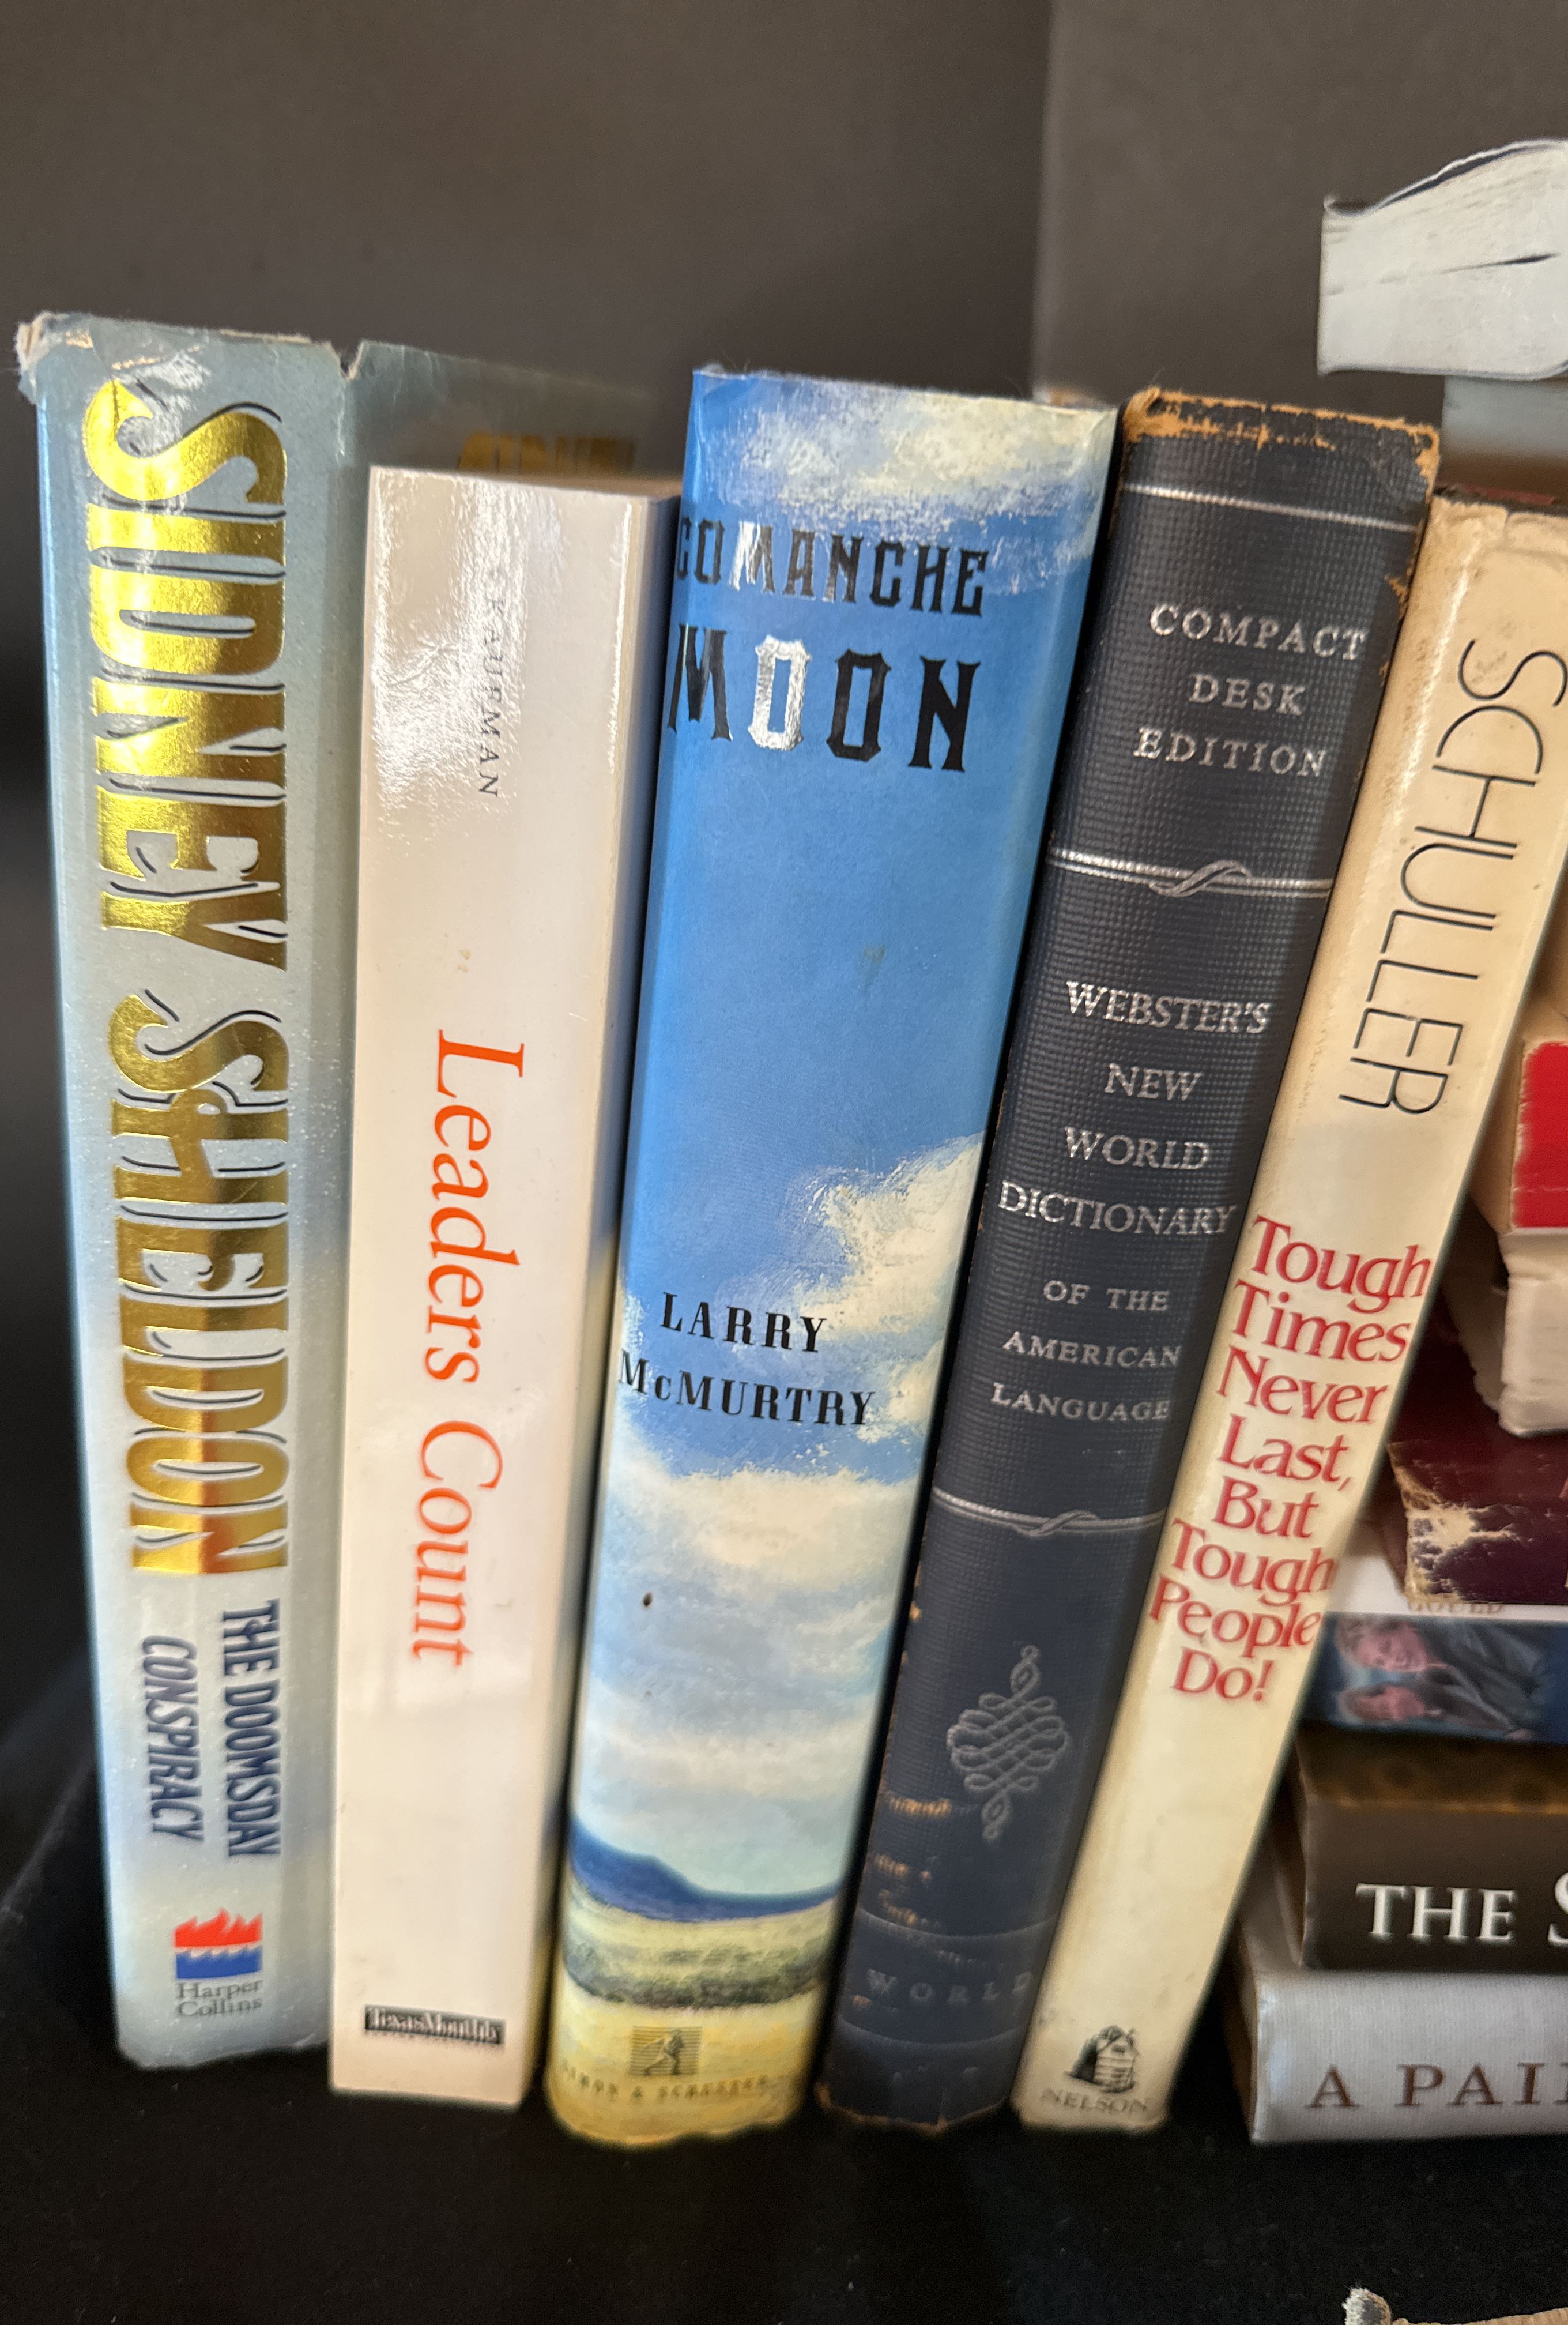 SIDNEY SHELDON
THE DOOMSDAY
CONSPIRACY
Harper
Collins
KAUFMAN
Leaders Count
TexasMonthly
COMANCHE
MOON
LARRY
McMURTRY
SIMON & SCHUSTER
COMPACT
DESK
EDITION
WEBSTER'S
NEW
WORLD
DICTIONARY
OF THE
AMERICAN
LANGUAGE
WORLD
SCHULLER
Tough
Times
Never
Last,
But
Tough
People
Do!
NELSON
THE S
A PAI